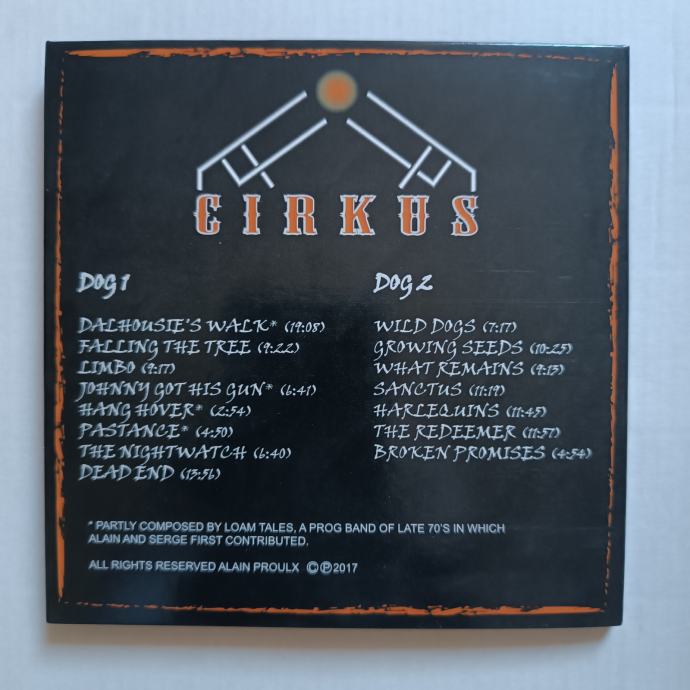 CIRKUS
DOG 1
DALHOUSIE'S WALK* (19:08)
FALLING THE TREE (9:22)
LIMBO (9:17)
JOHNNY GOT HIS GUN* (6:41)
HANG HOVER* (2:54)
PASTANCE* (4:50)
THE NIGHTWATCH (6:40)
DEAD END (13:56)
DOG 2
WILD DOGS (7:17)
GROWING SEEDS (10:25)
WHAT REMAINS (9:13)
SANCTUS (11:19)
HARLEQUINS (11:45)
THE REDEEMER (11:57)
BROKEN PROMISES (4:54)
* PARTLY COMPOSED BY LOAM TALES, A PROG BAND OF LATE 70'S IN WHICH
ALAIN AND SERGE FIRST CONTRIBUTED.
ALL RIGHTS RESERVED ALAIN PROULX ©℗2017